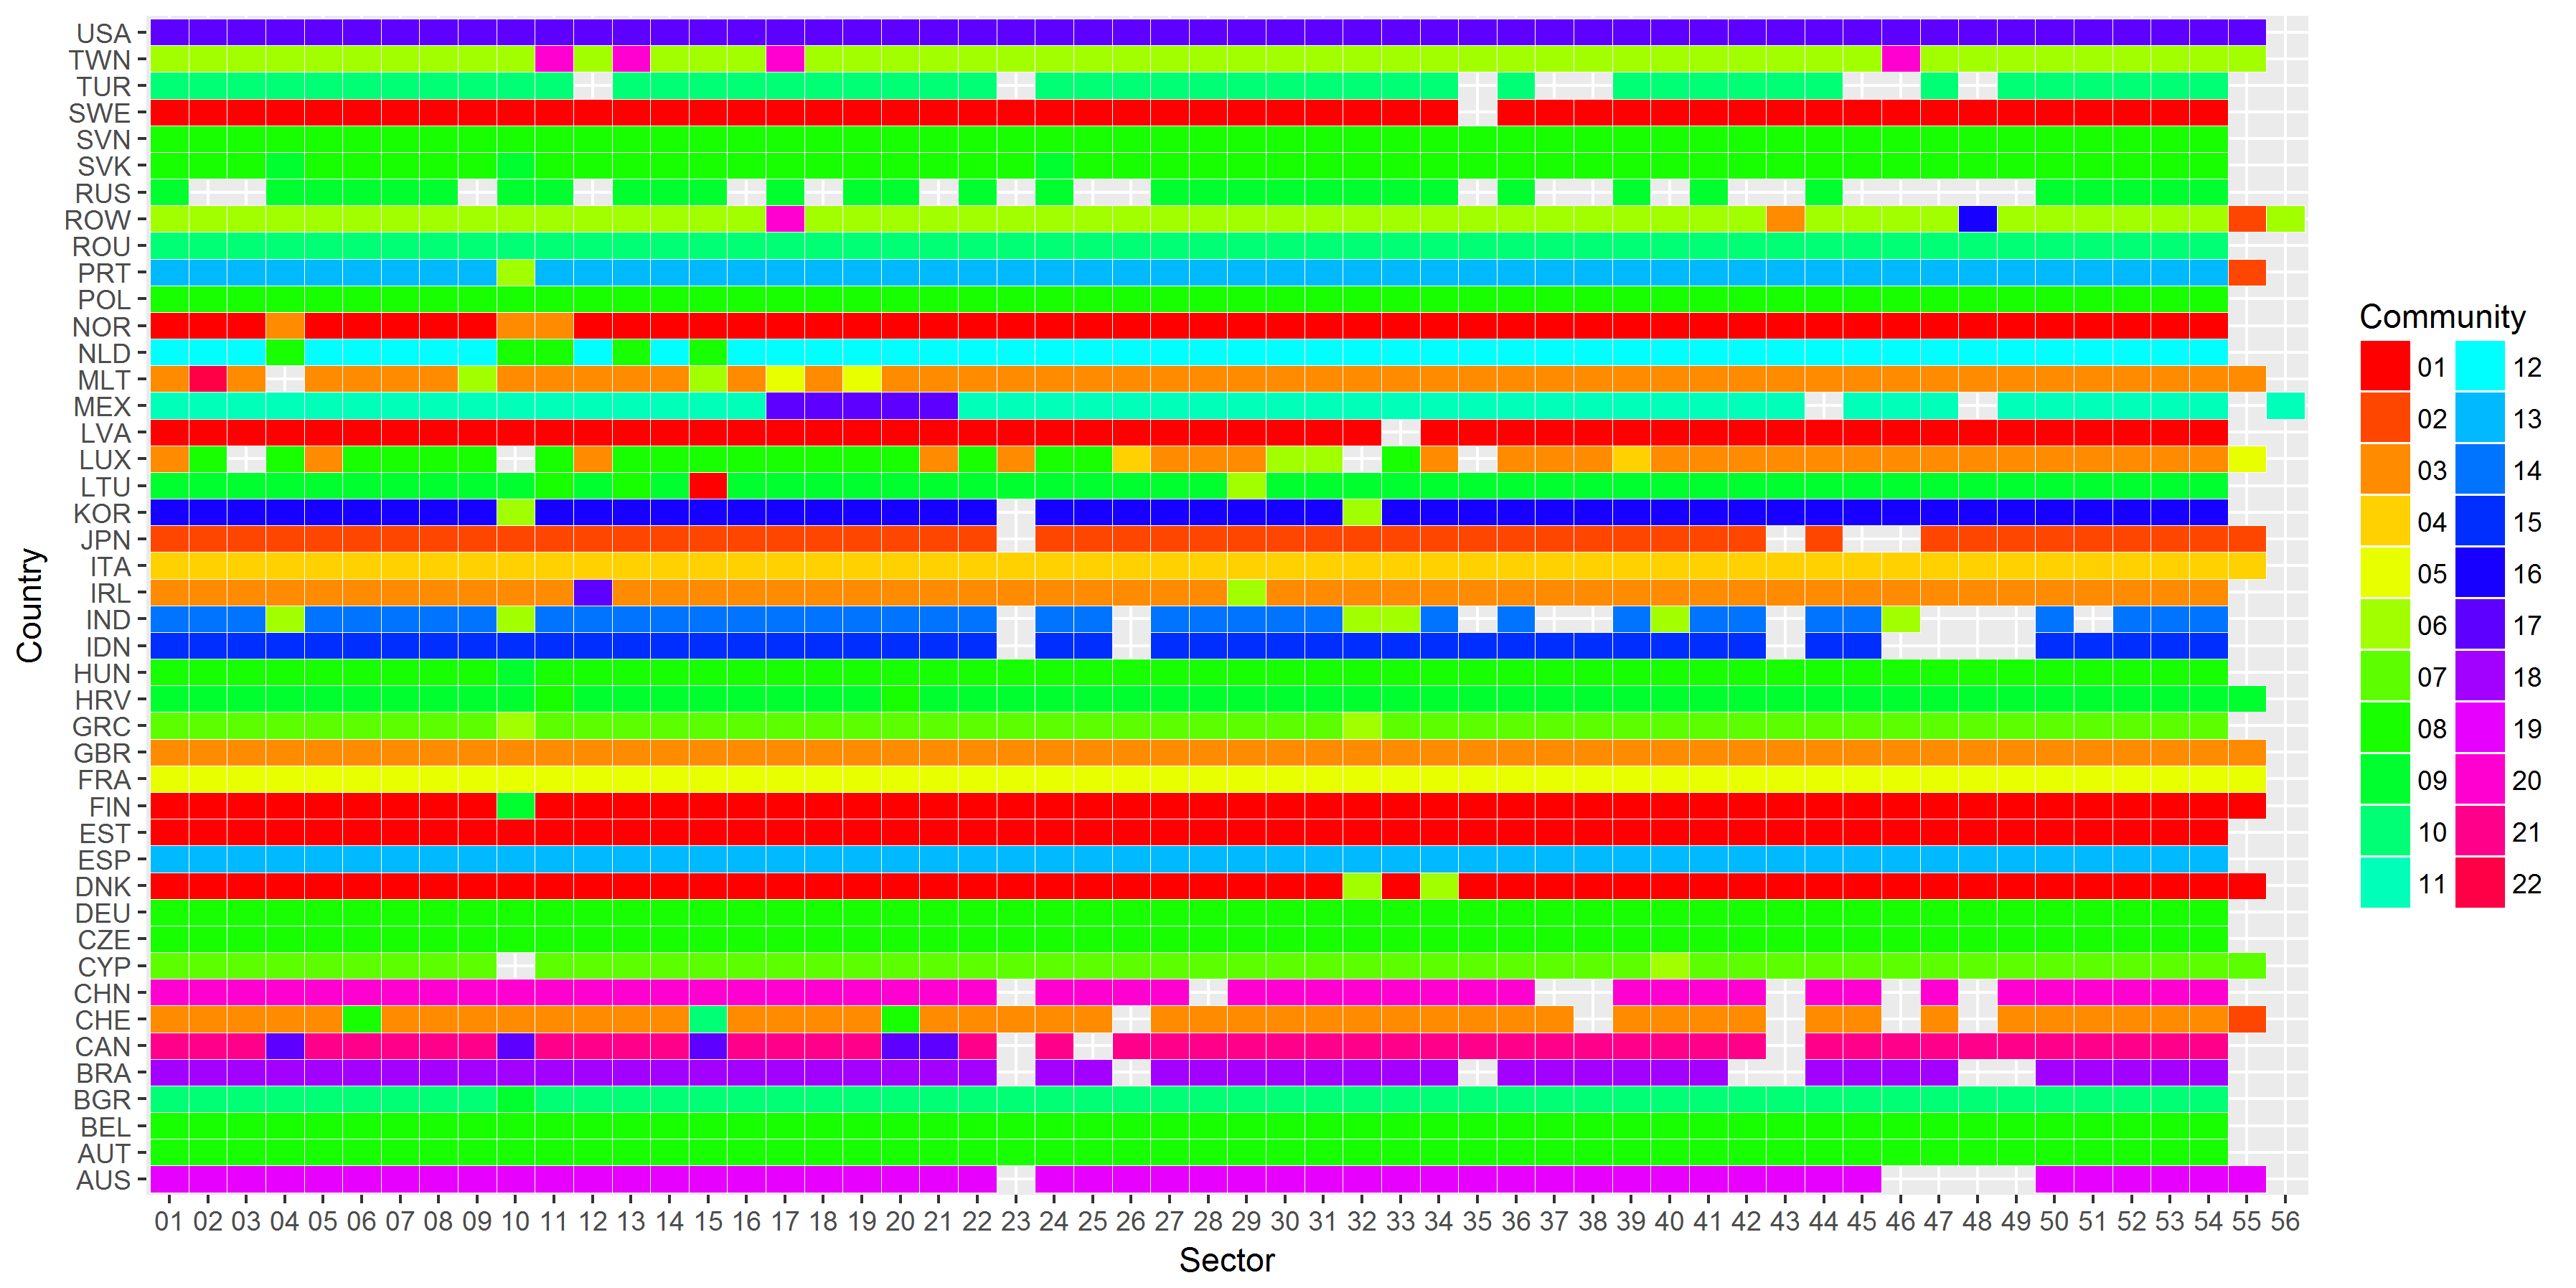 USA
TWN
TUR
SWE
SVN
SVK
RUS
ROW
ROU
PRT
POL
NOR
NLD
MLT
MEX
LVA
LUX
LTU
KOR
JPN
ITA
IRL
IND
IDN
HUN
HRV
GRC
GBR
FRA
FIN
EST
ESP
DNK
DEU
CZE
CYP
CHN
CHE
CAN
BRA
BGR
BEL
AUT
AUS
Country
01 02 03 04 05 06 07 08 09 10 11 12 13 14 15 16 17 18 19 20 21 22 23 24 25 26 27 28 29 30 31 32 33 34 35 36 37 38 39 40 41 42 43 44 45 46 47 48 49 50 51 52 53 54 55 56
Sector
Community
01 12
02 13
03 14
04 15
05 16
06 17
07 18
08 19
09 20
10 21
11 22